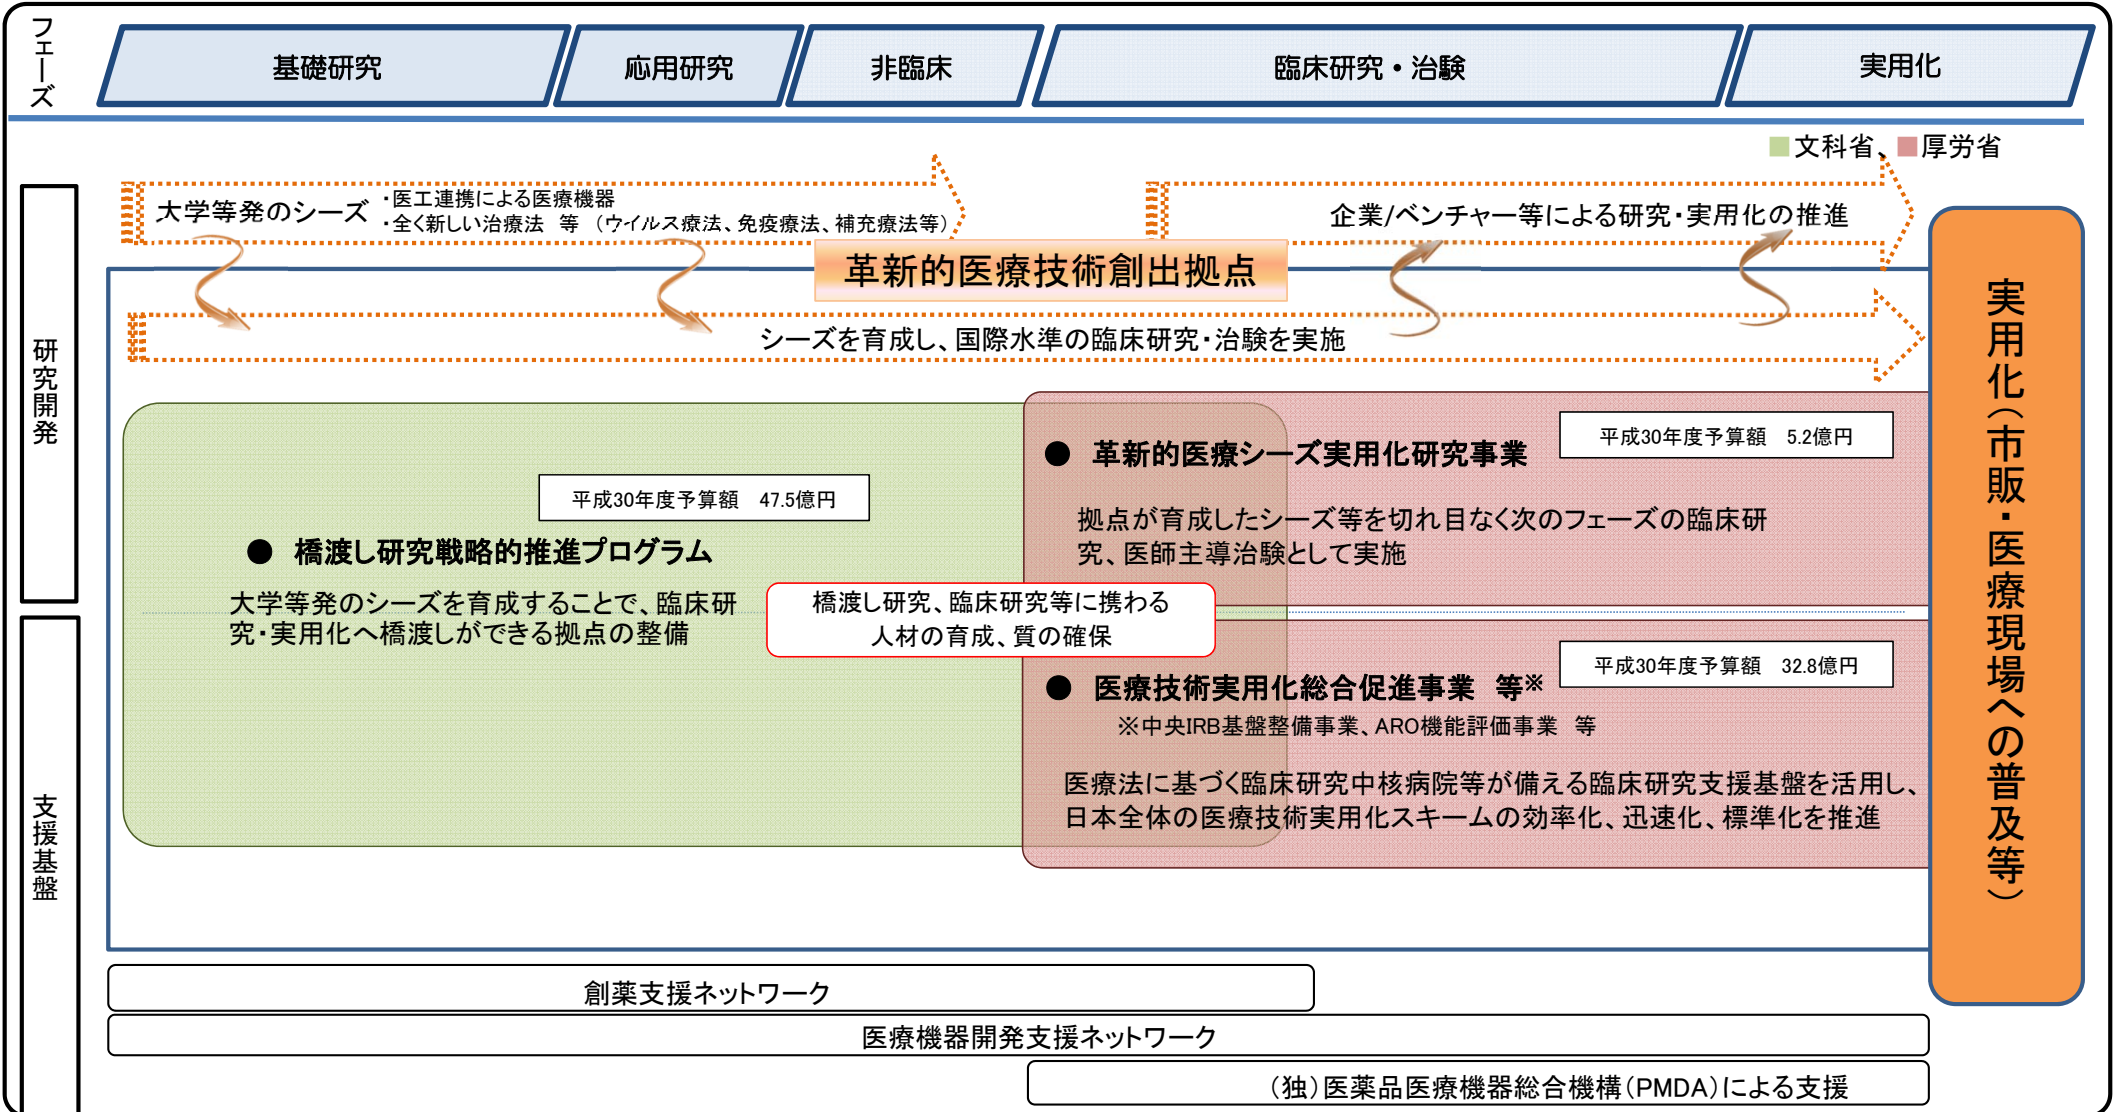 フェーズ
基礎研究
応用研究
非臨床
臨床研究・治験
実用化
■文科省、■厚労省
研究開発
支援基盤
大学等発のシーズ
・医工連携による医療機器
・全く新しい治療法　等　（ウイルス療法、免疫療法、補充療法等）
企業/ベンチャー等による研究・実用化の推進
革新的医療技術創出拠点
シーズを育成し、国際水準の臨床研究・治験を実施
平成30年度予算額　47.5億円
● 橋渡し研究戦略的推進プログラム
大学等発のシーズを育成することで、臨床研
究・実用化へ橋渡しができる拠点の整備
平成30年度予算額　5.2億円
● 革新的医療シーズ実用化研究事業
拠点が育成したシーズ等を切れ目なく次のフェーズの臨床研
究、医師主導治験として実施
橋渡し研究、臨床研究等に携わる
人材の育成、質の確保
平成30年度予算額　32.8億円
● 医療技術実用化総合促進事業　等※
※中央IRB基盤整備事業、ARO機能評価事業　等
医療法に基づく臨床研究中核病院等が備える臨床研究支援基盤を活用し、
日本全体の医療技術実用化スキームの効率化、迅速化、標準化を推進
実用化（市販・医療現場への普及等）
創薬支援ネットワーク
医療機器開発支援ネットワーク
（独）医薬品医療機器総合機構（PMDA）による支援